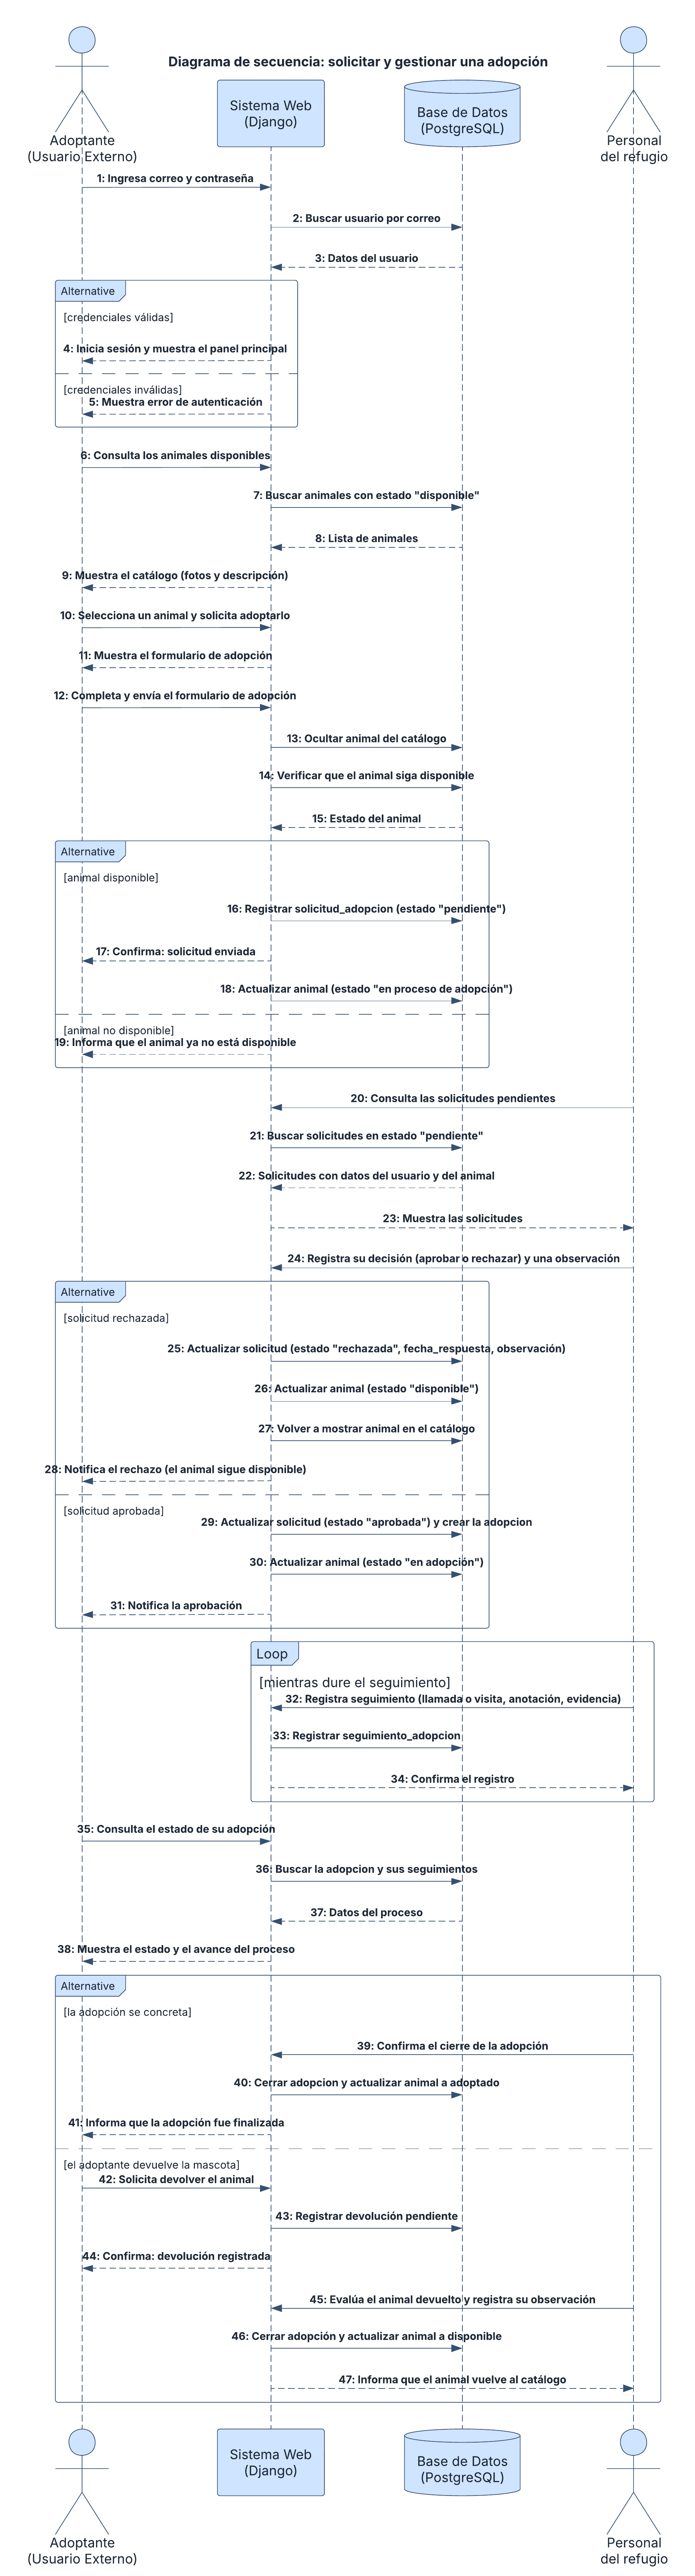 Diagrama de secuencia: solicitar y gestionar una adopción
Adoptante
(Usuario Externo)
Sistema Web
(Django)
Base de Datos
(PostgreSQL)
Personal
del refugio
1: Ingresa correo y contraseña
2: Buscar usuario por correo
3: Datos del usuario
Alternative
[credenciales válidas]
4: Inicia sesión y muestra el panel principal
[credenciales inválidas]
5: Muestra error de autenticación
6: Consulta los animales disponibles
7: Buscar animales con estado "disponible"
8: Lista de animales
9: Muestra el catálogo (fotos y descripción)
10: Selecciona un animal y solicita adoptarlo
11: Muestra el formulario de adopción
12: Completa y envía el formulario de adopción
13: Ocultar animal del catálogo
14: Verificar que el animal siga disponible
15: Estado del animal
Alternative
[animal disponible]
16: Registrar solicitud_adopcion (estado "pendiente")
17: Confirma: solicitud enviada
18: Actualizar animal (estado "en proceso de adopción")
[animal no disponible]
19: Informa que el animal ya no está disponible
20: Consulta las solicitudes pendientes
21: Buscar solicitudes en estado "pendiente"
22: Solicitudes con datos del usuario y del animal
23: Muestra las solicitudes
24: Registra su decisión (aprobar o rechazar) y una observación
Alternative
[solicitud rechazada]
25: Actualizar solicitud (estado "rechazada", fecha_respuesta, observación)
26: Actualizar animal (estado "disponible")
27: Volver a mostrar animal en el catálogo
28: Notifica el rechazo (el animal sigue disponible)
[solicitud aprobada]
29: Actualizar solicitud (estado "aprobada") y crear la adopcion
30: Actualizar animal (estado "en adopción")
31: Notifica la aprobación
Loop
[mientras dure el seguimiento]
32: Registra seguimiento (llamada o visita, anotación, evidencia)
33: Registrar seguimiento_adopcion
34: Confirma el registro
35: Consulta el estado de su adopción
36: Buscar la adopcion y sus seguimientos
37: Datos del proceso
38: Muestra el estado y el avance del proceso
Alternative
[la adopción se concreta]
39: Confirma el cierre de la adopción
40: Cerrar adopcion y actualizar animal a adoptado
41: Informa que la adopción fue finalizada
[el adoptante devuelve la mascota]
42: Solicita devolver el animal
43: Registrar devolución pendiente
44: Confirma: devolución registrada
45: Evalúa el animal devuelto y registra su observación
46: Cerrar adopción y actualizar animal a disponible
47: Informa que el animal vuelve al catálogo
Adoptante
(Usuario Externo)
Sistema Web
(Django)
Base de Datos
(PostgreSQL)
Personal
del refugio